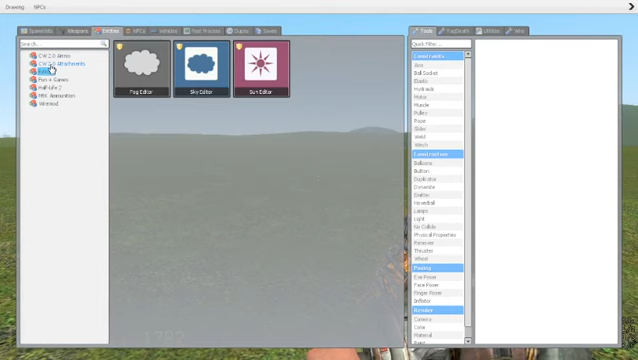 Drawing NPCs
Spawnlists Weapons Entities NPCs Vehicles Post Process Dupes Saves
Tools FragDeath Utilities Wire
Search...
CW 2.0 Ammo
CW 2.0 Attachments
Fun + Games
Half-Life 2
Wiremod
Fog Editor
Sky Editor
Sun Editor
Quick Filter...
Constraints
Axis
Ball Socket
Elastic
Hydraulic
Motor
Muscle
Pulley
Rope
Slider
Weld
Winch
Construction
Balloons
Button
Duplicator
Dynamite
Emitter
Hoverball
Lamps
Light
No Collide
Physical Properties
Remover
Thruster
Wheel
Posing
Eye Poser
Face Poser
Finger Poser
Inflator
Render
Camera
Color
Material
Paint